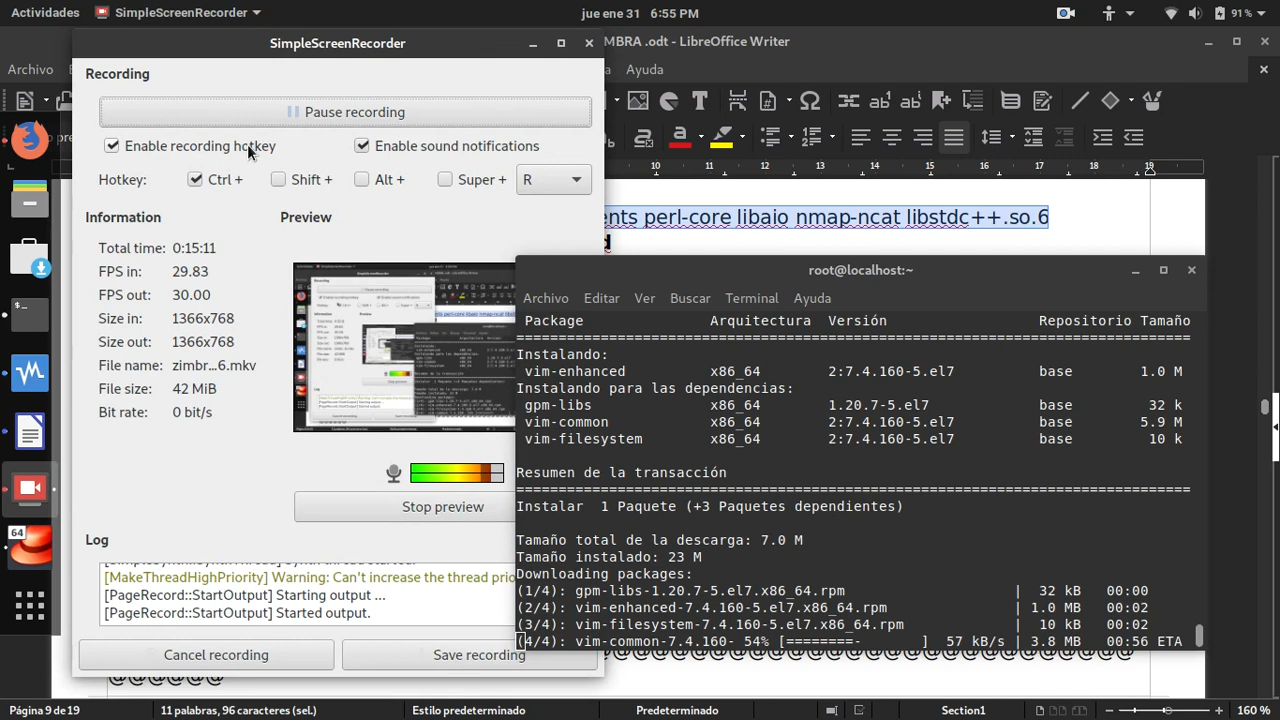 Actividades SimpleScreenRecorder jue ene 31 6:55 PM 91 %
SimpleScreenRecorder
MBRA .odt - LibreOffice Writer
Archivo Ayuda
Recording
Pause recording
Enable recording hotkey Enable sound notifications
Hotkey: Ctrl + Shift + Alt + Super + R
10 11 12 13 14 15 16 17 18 19
Information Preview
Total time: 0:15:11
FPS in: 29.83
FPS out: 30.00
Size in: 1366x768
Size out: 1366x768
File name: zimbr...6.mkv
File size: 42 MiB
Bit rate: 0 bit/s
Stop preview
Log
[MakeThreadHighPriority] Warning: Can't increase the thread prio
[PageRecord::StartOutput] Starting output ...
[PageRecord::StartOutput] Started output.
Cancel recording Save recording
ents perl-core libaio nmap-ncat libstdc++.so.6
d
root@localhost:~
Archivo Editar Ver Buscar Terminal Ayuda
Package Arquitectura Versión Repositorio Tamaño
================================================================================
Instalando:
vim-enhanced x86_64 2:7.4.160-5.el7 base 1.0 M
Instalando para las dependencias:
gpm-libs x86_64 1.20.7-5.el7 base 32 k
vim-common x86_64 2:7.4.160-5.el7 base 5.9 M
vim-filesystem x86_64 2:7.4.160-5.el7 base 10 k
Resumen de la transacción
================================================================================
Instalar 1 Paquete (+3 Paquetes dependientes)
Tamaño total de la descarga: 7.0 M
Tamaño instalado: 23 M
Downloading packages:
(1/4): gpm-libs-1.20.7-5.el7.x86_64.rpm | 32 kB 00:00
(2/4): vim-enhanced-7.4.160-5.el7.x86_64.rpm | 1.0 MB 00:02
(3/4): vim-filesystem-7.4.160-5.el7.x86_64.rpm | 10 kB 00:02
(4/4): vim-common-7.4.160- 54% [========- ] 57 kB/s | 3.8 MB 00:56 ETA
@@@@@@@@@@@@@@@@@@@@@@@@@@@@@@
@@@@@@
64
Página 9 de 19 11 palabras, 96 caracteres (sel.) Estilo predeterminado Predeterminado Section1 160 %